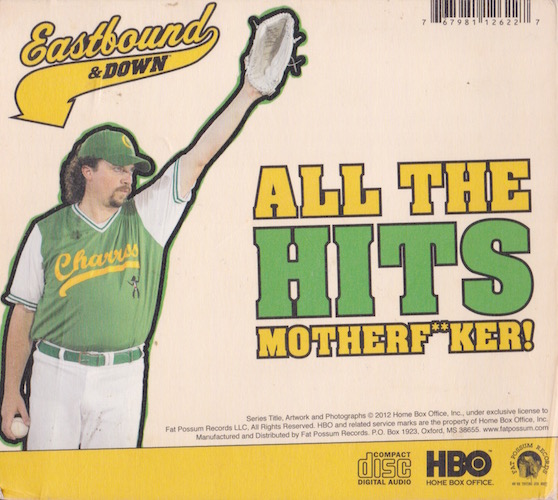 Eastbound
& DOWN
7 67981 12622 7
ALL THE
HITS
MOTHERF**KER!
C
Charros
Series Title, Artwork and Photographs © 2012 Home Box Office, Inc., under exclusive license to
Fat Possum Records LLC, All Rights Reserved. HBO and related service marks are the property of Home Box Office, Inc.
Manufactured and Distributed by Fat Possum Records. P.O. Box 1923, Oxford, MS 38655. www.fatpossum.com
COMPACT
disc
DIGITAL AUDIO
HBO
HOME BOX OFFICE.
FAT POSSUM RECORDS